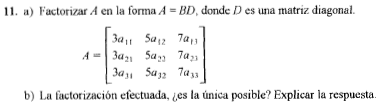 11. a) Factorizar A en la forma A = BD, donde D es una matriz diagonal.
A = [ 3a₁₁ 5a₁₂ 7a₁₃
3a₂₁ 5a₂₂ 7a₂₃
3a₃₁ 5a₃₂ 7a₃₃ ]
b) La factorización efectuada, ¿es la única posible? Explicar la respuesta.